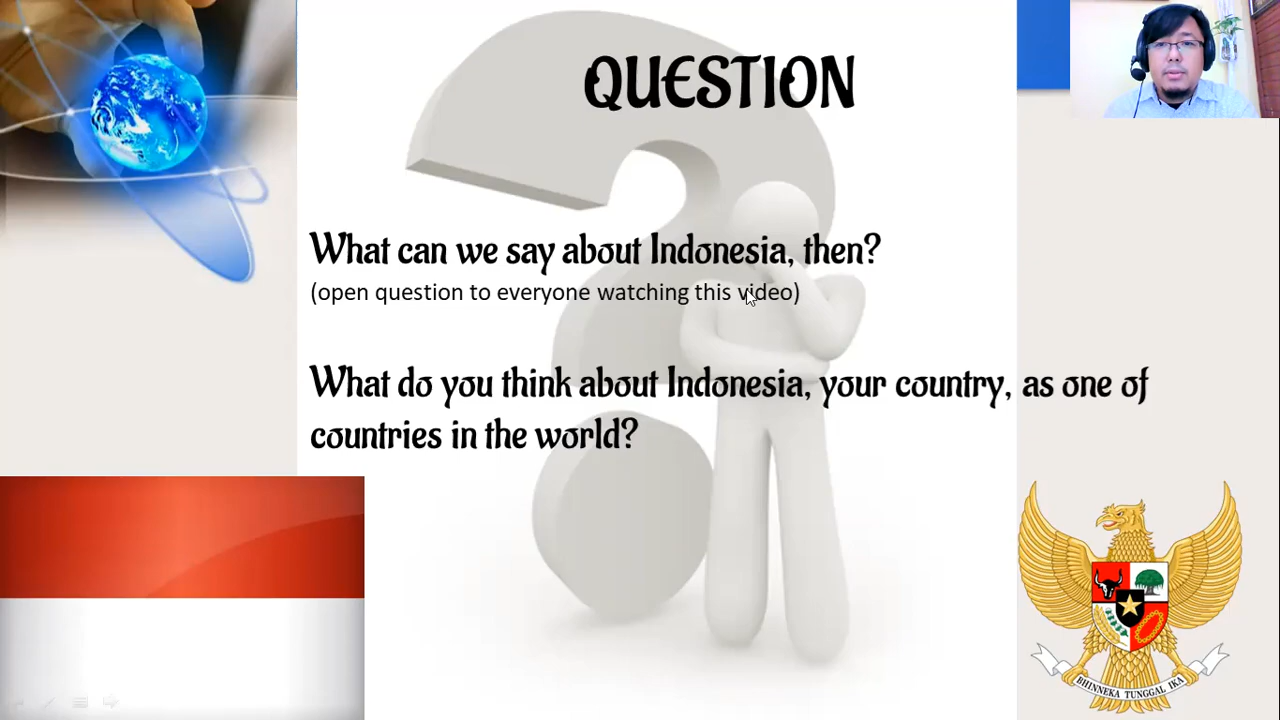 QUESTION
What can we say about Indonesia, then?
(open question to everyone watching this video)
What do you think about Indonesia, your country, as one of
countries in the world?
BHINNEKA TUNGGAL IKA